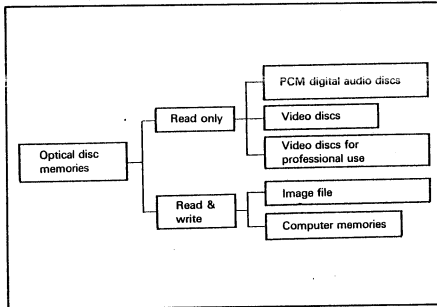 PCM digital audio discs
Read only
Video discs
Optical disc
memories
Video discs for
professional use
Read &
write
Image file
Computer memories